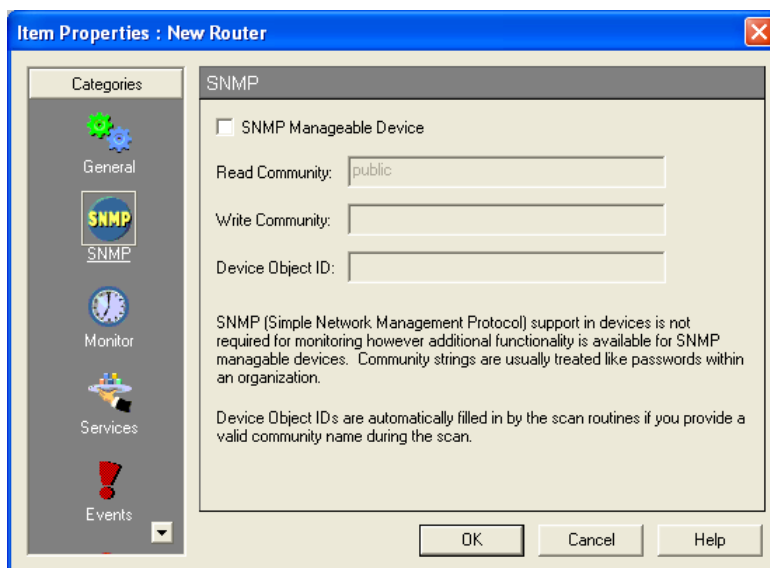 Item Properties : New Router
Categories
General
SNMP
SNMP
Monitor
Services
Events
SNMP
SNMP Manageable Device
Read Community:
public
Write Community:
Device Object ID:
SNMP (Simple Network Management Protocol) support in devices is not
required for monitoring however additional functionality is available for SNMP
managable devices. Community strings are usually treated like passwords within
an organization.
Device Object IDs are automatically filled in by the scan routines if you provide a
valid community name during the scan.
OK
Cancel
Help